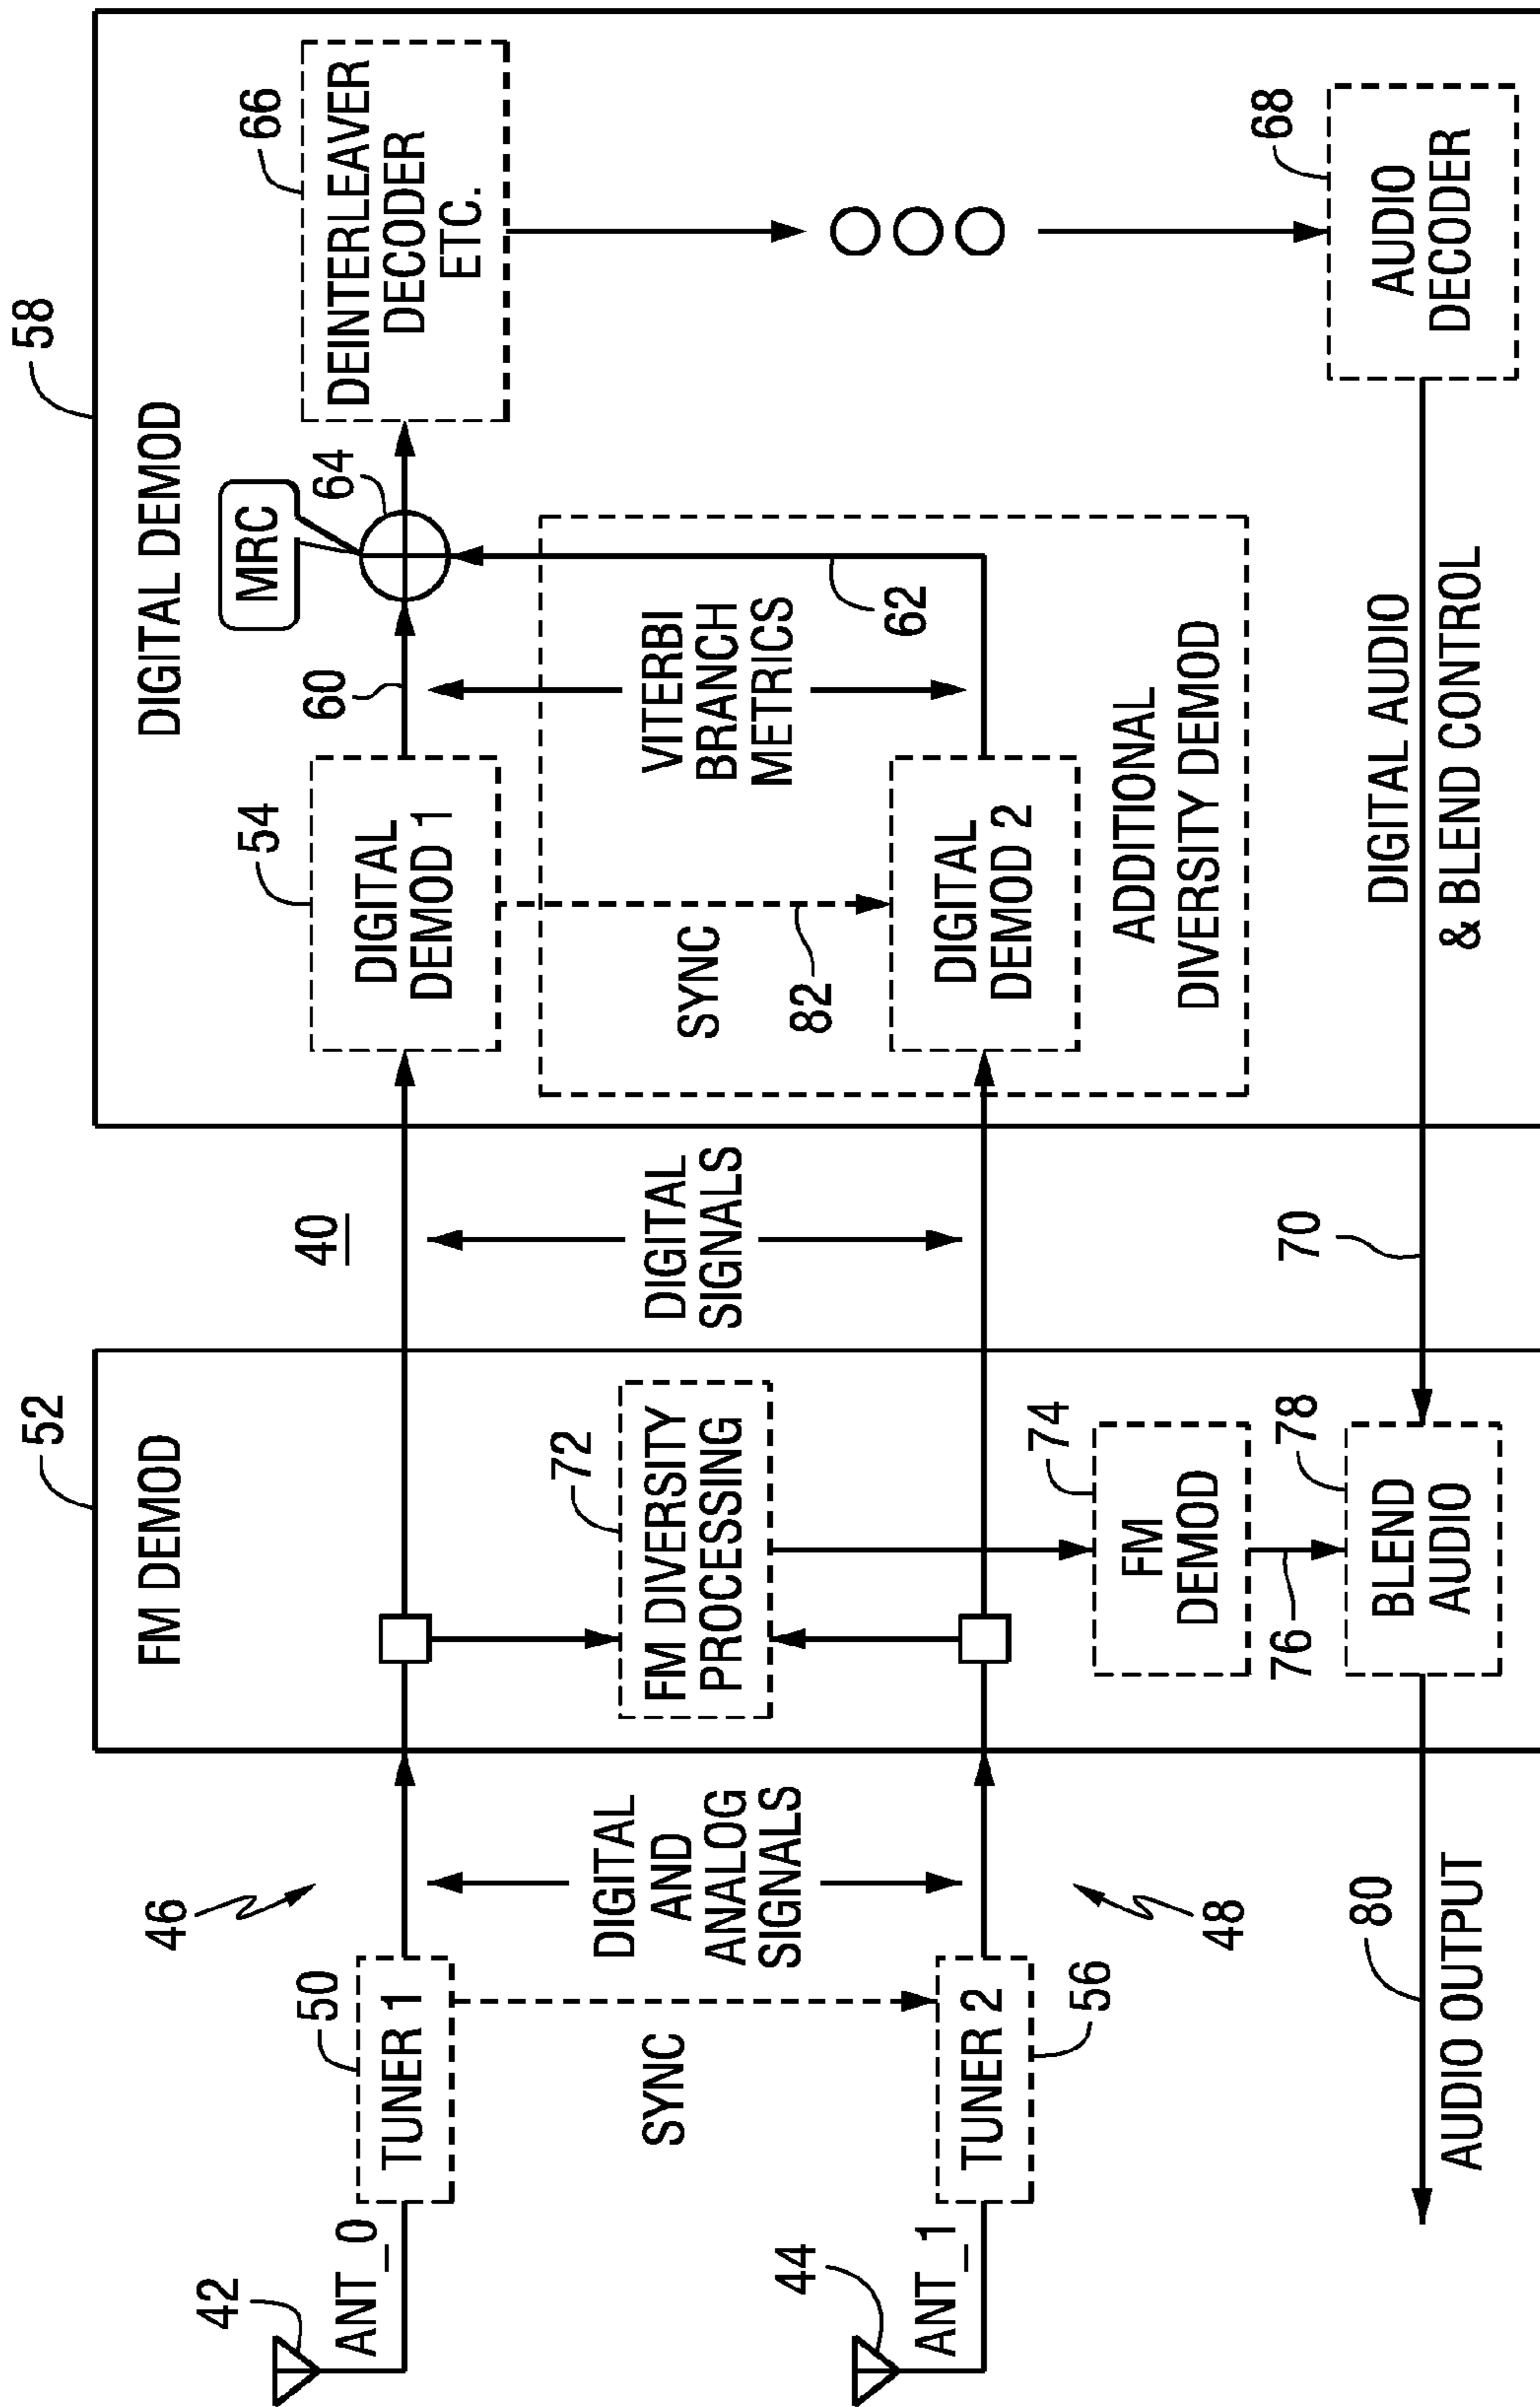 58
DIGITAL DEMOD
MRC
64
66
DEINTERLEAVER
DECODER
ETC.
54
60
DIGITAL
DEMOD 1
VITERBI
BRANCH
METRICS
62
SYNC
82
DIGITAL
DEMOD 2
ADDITIONAL
DIVERSITY DEMOD
68
AUDIO
DECODER
DIGITAL AUDIO
& BLEND CONTROL
40
DIGITAL
SIGNALS
70
52
FM DEMOD
72
FM DIVERSITY
PROCESSING
74
FM
DEMOD
76
78
BLEND
AUDIO
46
DIGITAL
AND
ANALOG
SIGNALS
48
50
TUNER 1
SYNC
TUNER 2
56
42
ANT_0
44
ANT_1
80
AUDIO OUTPUT